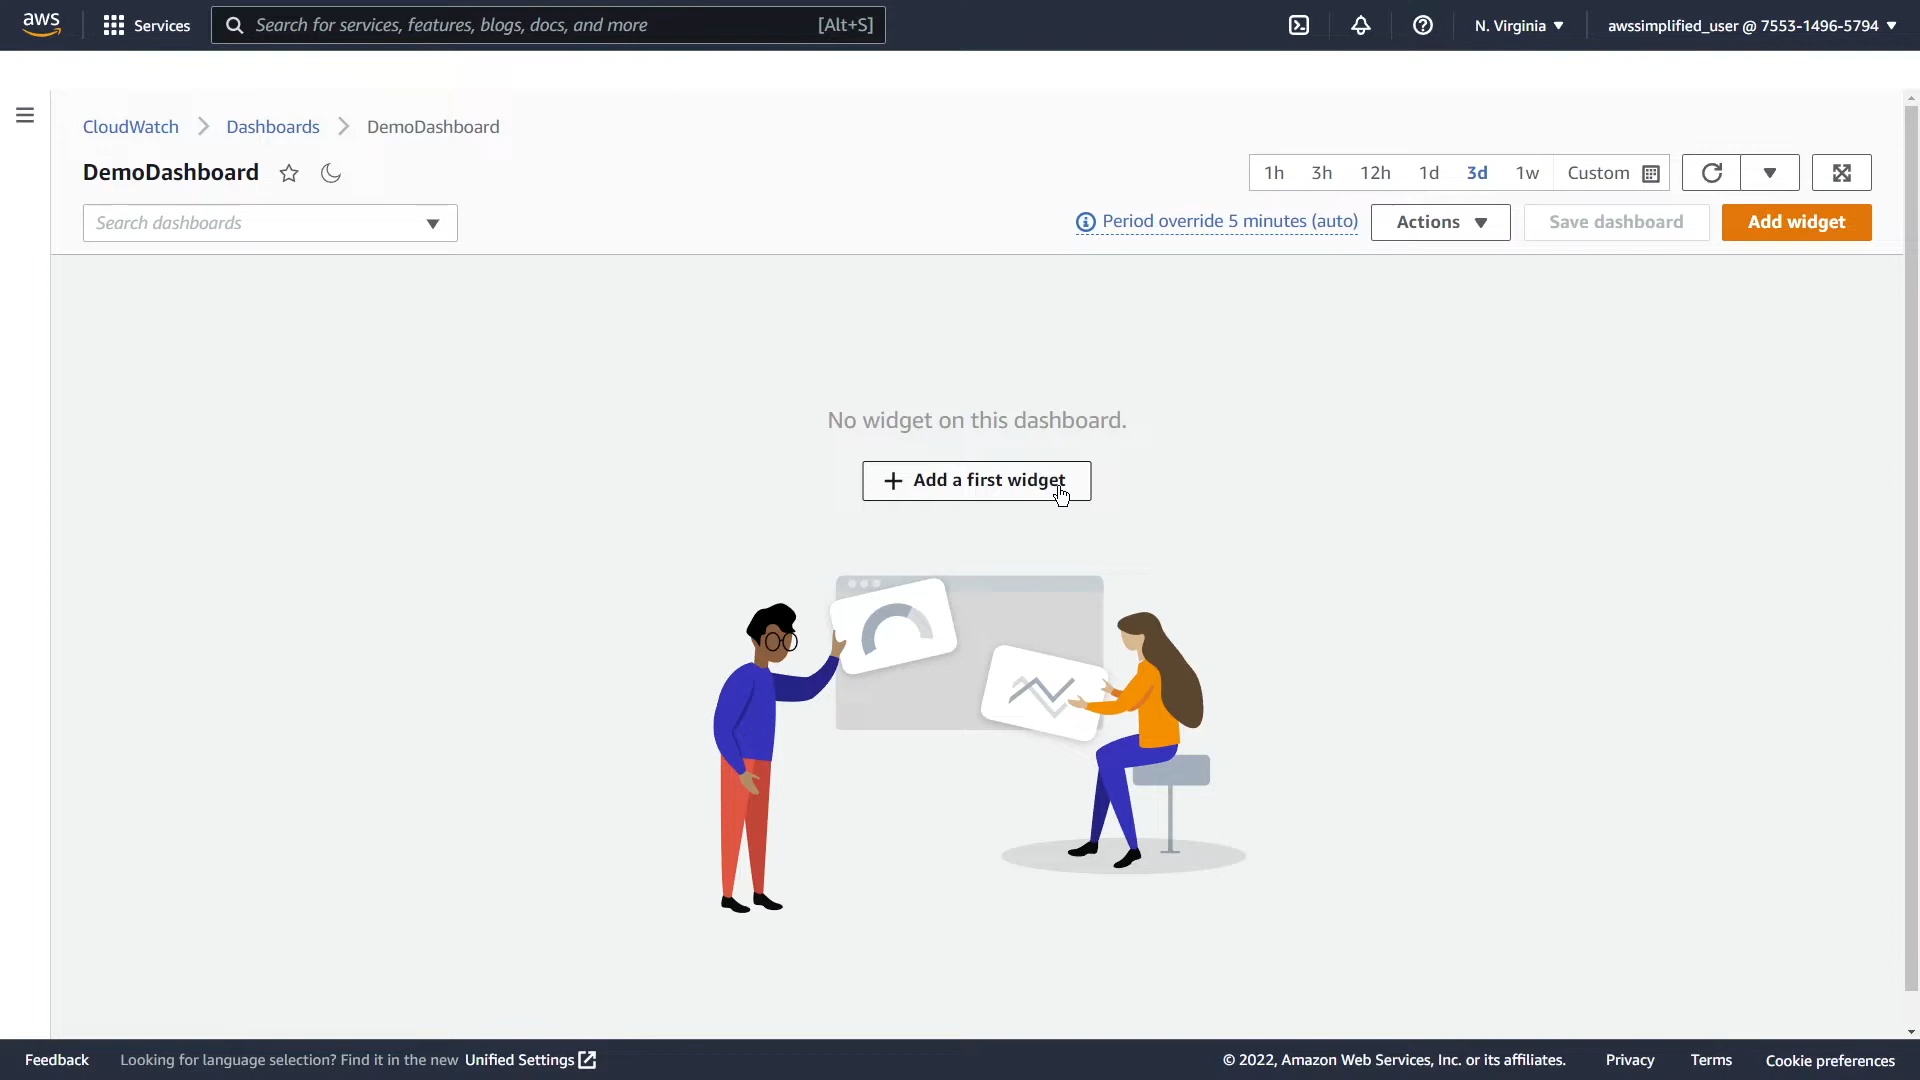 aws
Services
Search for services, features, blogs, docs, and more [Alt+S]
N. Virginia
awssimplified_user @ 7553-1496-5794
CloudWatch Dashboards DemoDashboard
DemoDashboard
1h 3h 12h 1d 3d 1w Custom
Search dashboards
Period override 5 minutes (auto)
Actions
Save dashboard
Add widget
No widget on this dashboard.
Add a first widget
Feedback
Looking for language selection? Find it in the new Unified Settings
© 2022, Amazon Web Services, Inc. or its affiliates.
Privacy
Terms
Cookie preferences